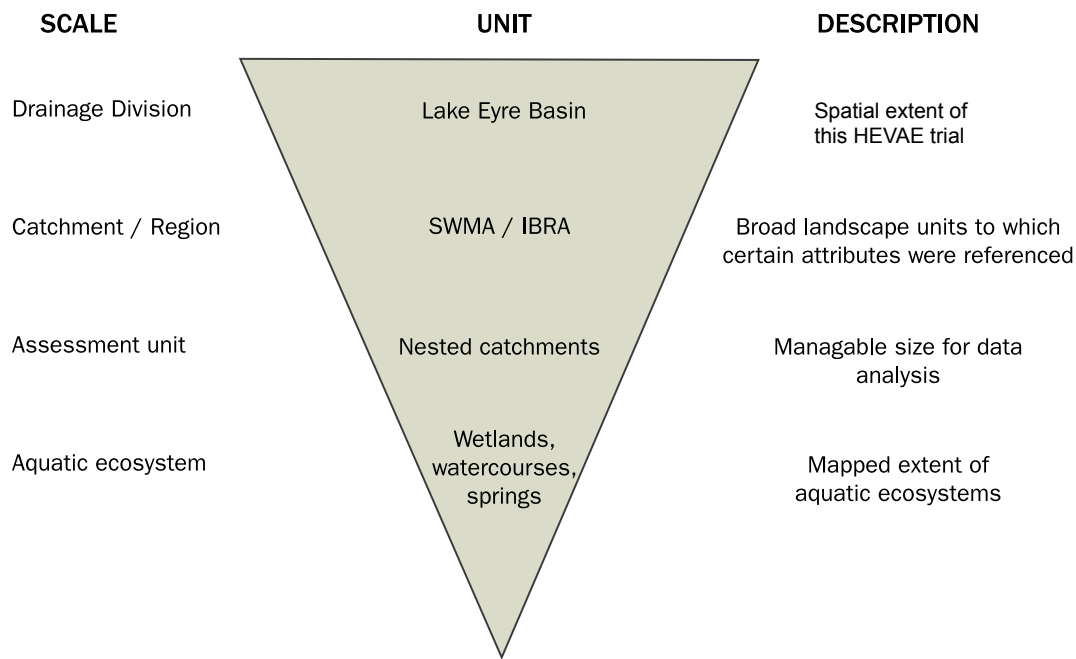 SCALE UNIT DESCRIPTION
Drainage Division
Lake Eyre Basin
Spatial extent of
this HEVAE trial
Catchment / Region
SWMA / IBRA
Broad landscape units to which
certain attributes were referenced
Assessment unit
Nested catchments
Managable size for data
analysis
Aquatic ecosystem
Wetlands,
watercourses,
springs
Mapped extent of
aquatic ecosystems